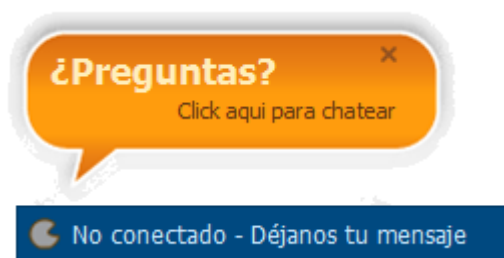 ¿Preguntas?
Click aqui para chatear
No conectado - Déjanos tu mensaje